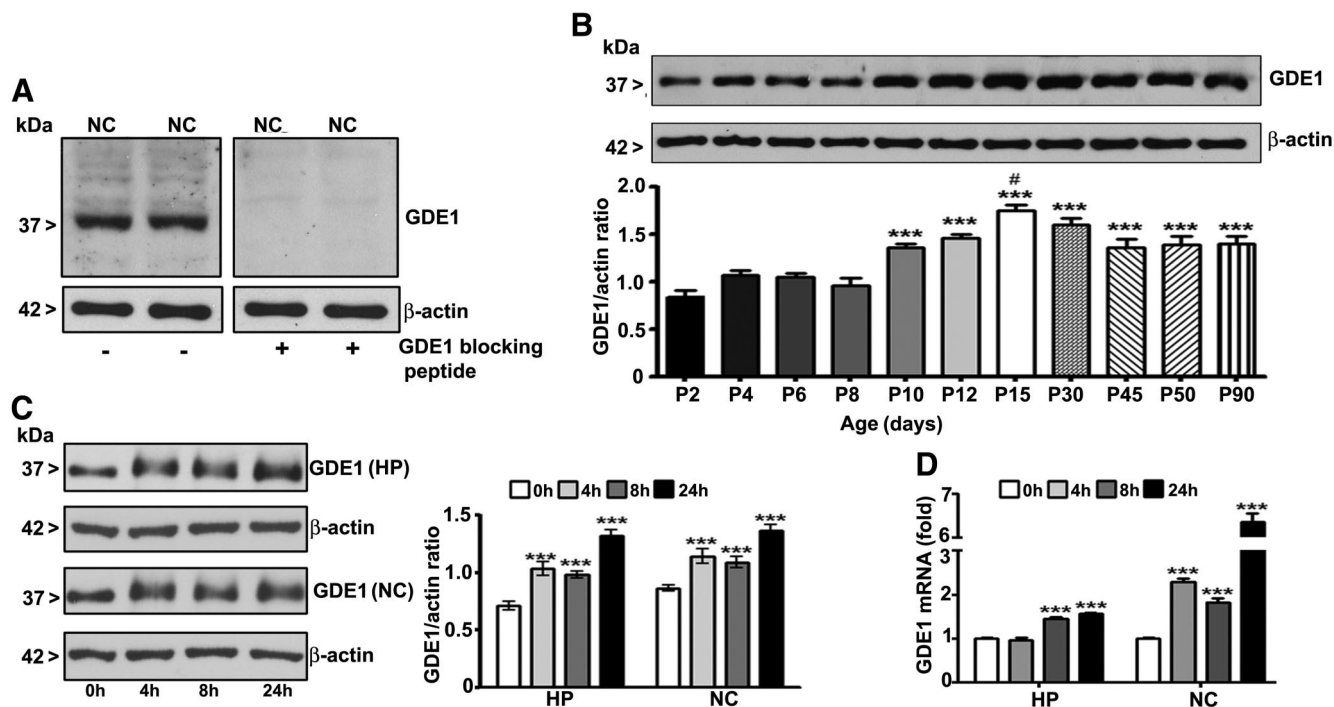 A
kDa
NC NC NC NC
37 >
GDE1
42 >
β-actin
- - + +
GDE1 blocking
peptide
B
kDa
37 >
GDE1
42 >
β-actin
GDE1/actin ratio
2.0
1.5
1.0
0.5
0
*** *** # *** *** *** *** ***
P2 P4 P6 P8 P10 P12 P15 P30 P45 P50 P90
Age (days)
C
kDa
37 >
GDE1 (HP)
42 >
β-actin
37 >
GDE1 (NC)
42 >
β-actin
0h 4h 8h 24h
0h 4h 8h 24h
GDE1/actin ratio
1.5
1.0
0.5
0
*** *** *** *** *** ***
HP NC
D
0h 4h 8h 24h
GDE1 mRNA (fold)
7
6
3
2
1
0
*** *** *** *** ***
HP NC